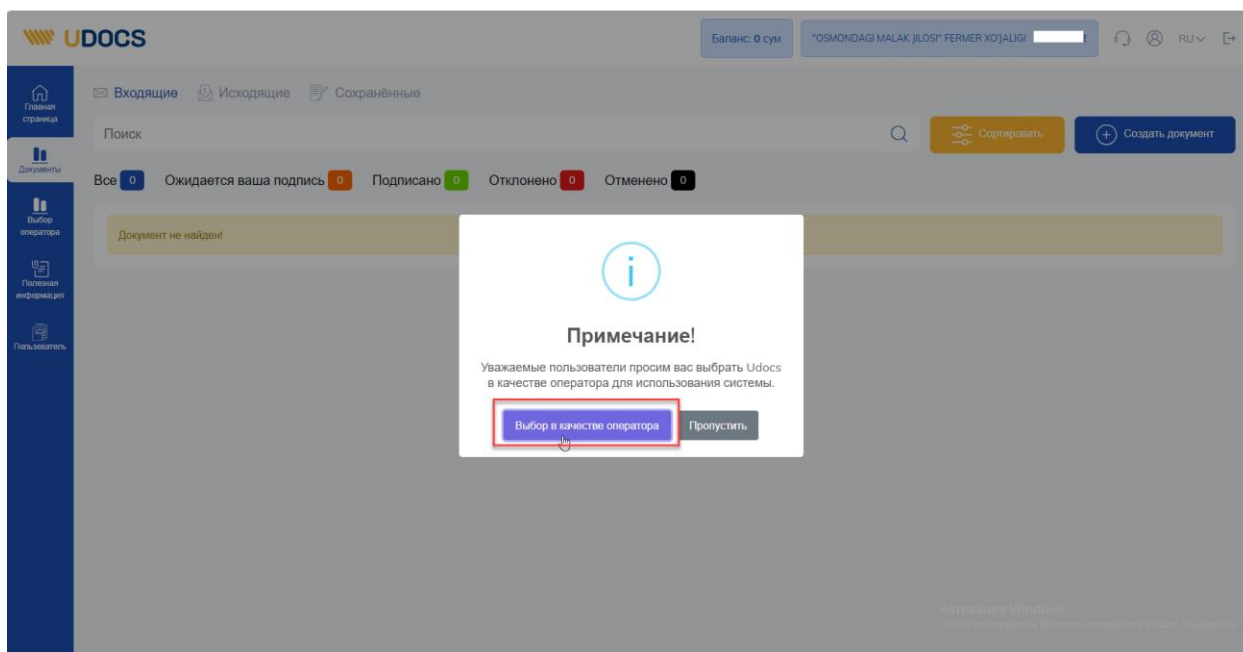 UDOCS
Баланс: 0 сум
"OSMONDAGI MALAK JILOSI" FERMER XO'JALIGI
RU
Главная
страница
Документы
Выбор
оператора
Полезная
информация
Пользователь
Входящие Исходящие Сохранённые
Поиск
Сортировать
Создать документ
Все 0 Ожидается ваша подпись 0 Подписано 0 Отклонено 0 Отменено 0
Документ не найден!
i
Примечание!
Уважаемые пользователи просим вас выбрать Udocs
в качестве оператора для использования системы.
Выбор в качестве оператора Пропустить
Активация Windows